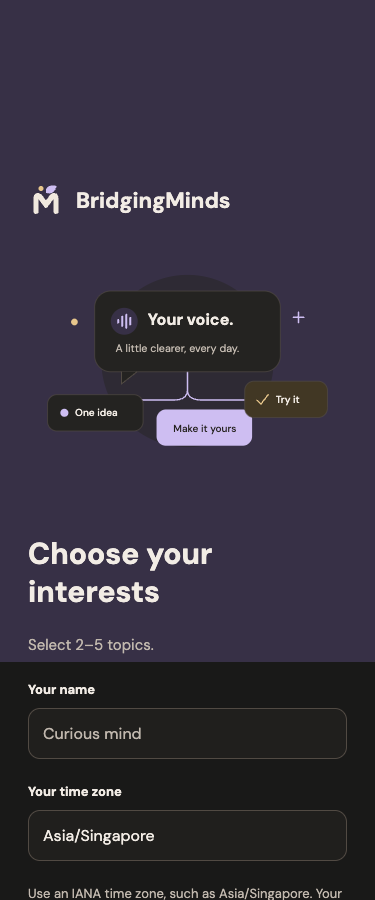 BridgingMinds
Your voice.
A little clearer, every day.
One idea
Make it yours
Try it
Choose your
interests
Select 2–5 topics.
Your name
Curious mind
Your time zone
Asia/Singapore
Use an IANA time zone, such as Asia/Singapore. Your